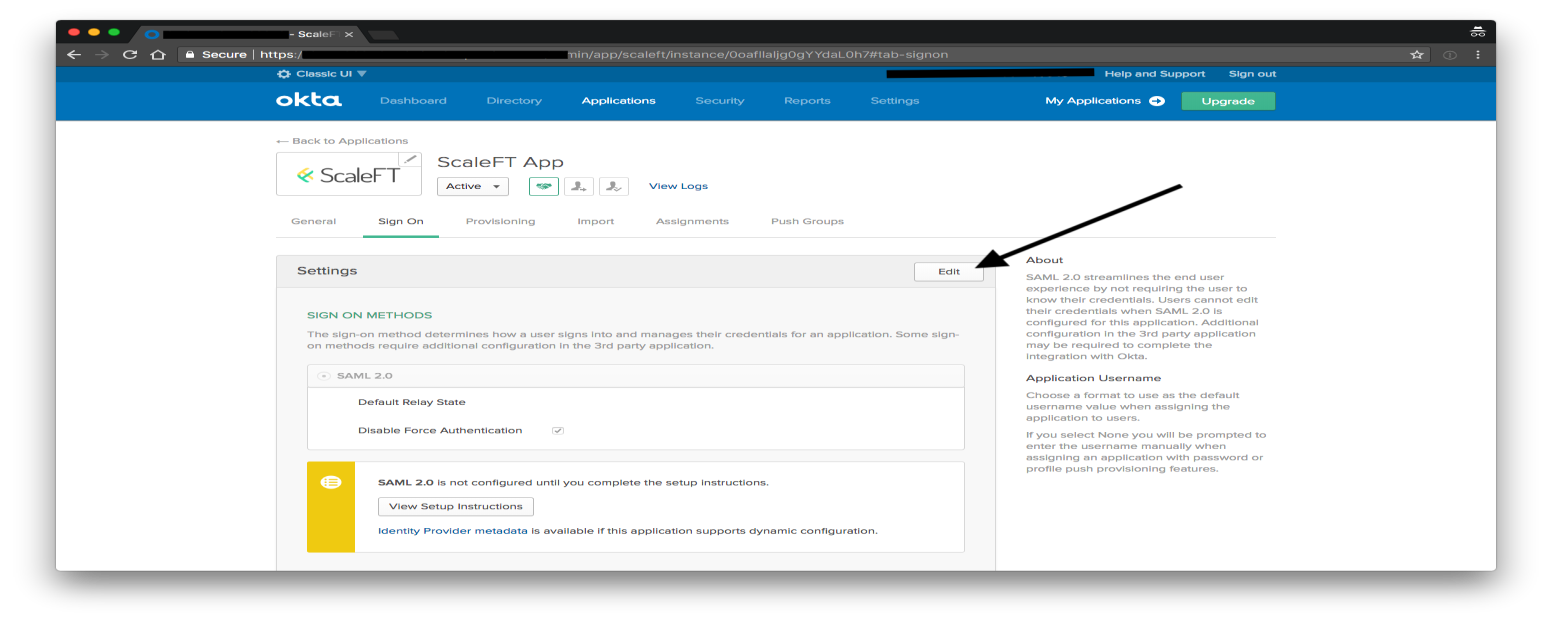 - ScaleFT
Secure | https:/ min/app/scaleft/instance/0oafllaljg0gYYdaL0h7#tab-signon
Classic UI
Help and Support Sign out
okta Dashboard Directory Applications Security Reports Settings My Applications Upgrade
← Back to Applications
ScaleFT
ScaleFT App
Active View Logs
General Sign On Provisioning Import Assignments Push Groups
Settings
Edit
SIGN ON METHODS
The sign-on method determines how a user signs into and manages their credentials for an application. Some sign-
on methods require additional configuration in the 3rd party application.
SAML 2.0
Default Relay State
Disable Force Authentication
SAML 2.0 is not configured until you complete the setup instructions.
View Setup Instructions
Identity Provider metadata is available if this application supports dynamic configuration.
About
SAML 2.0 streamlines the end user
experience by not requiring the user to
know their credentials. Users cannot edit
their credentials when SAML 2.0 is
configured for this application. Additional
configuration in the 3rd party application
may be required to complete the
integration with Okta.
Application Username
Choose a format to use as the default
username value when assigning the
application to users.
If you select None you will be prompted to
enter the username manually when
assigning an application with password or
profile push provisioning features.